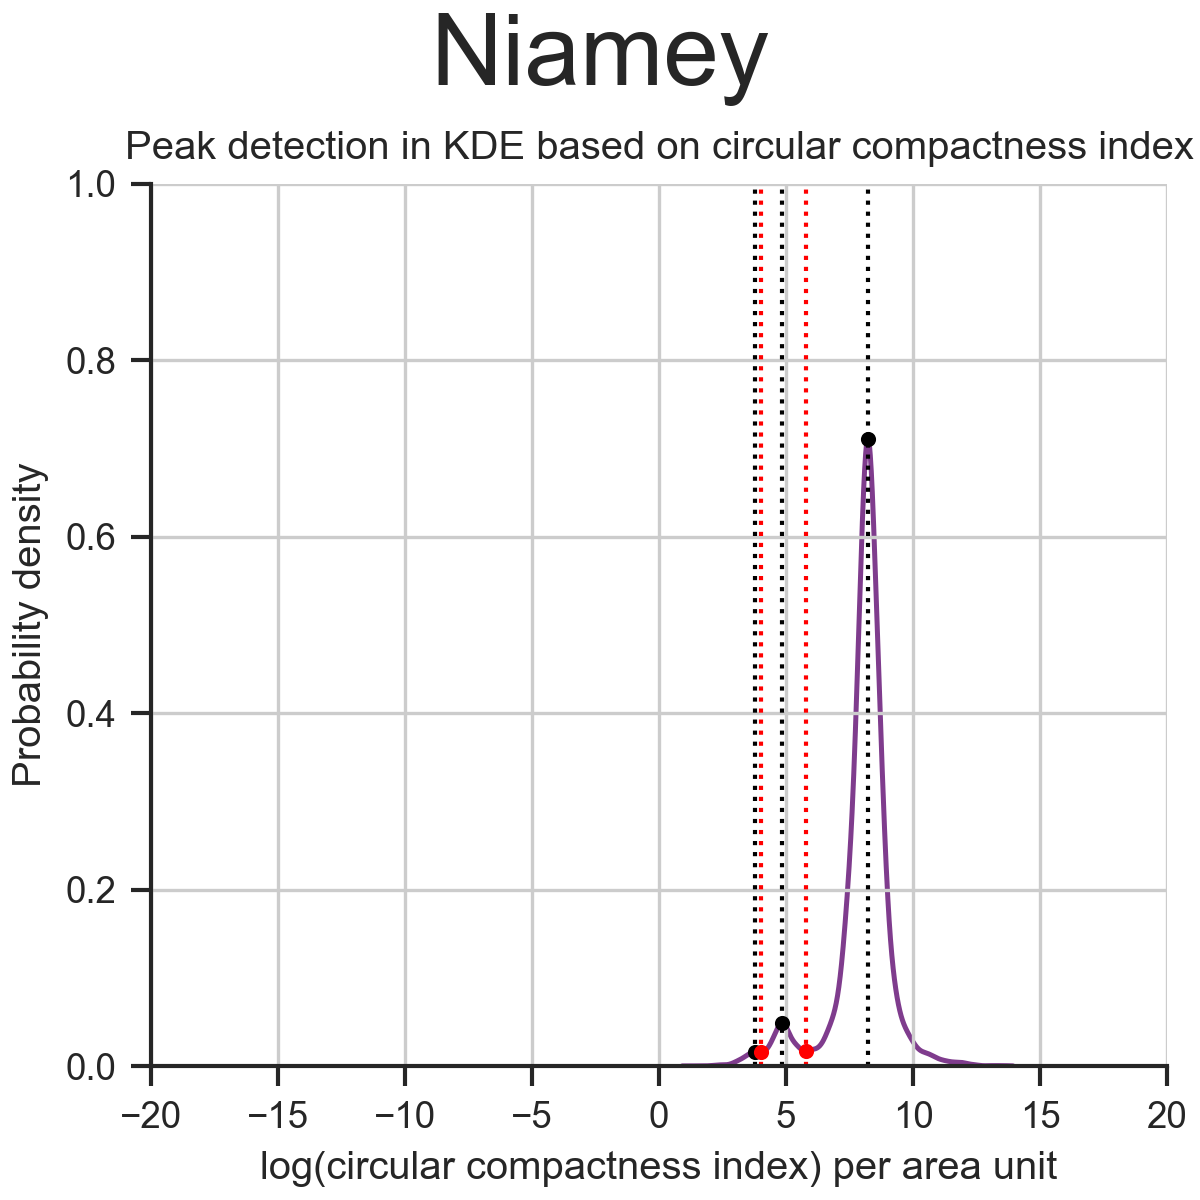 Niamey
Peak detection in KDE based on circular compactness index
1.0
0.8
0.6
0.4
0.2
0.0
Probability density
−20 −15 −10 −5 0 5 10 15 20
log(circular compactness index) per area unit